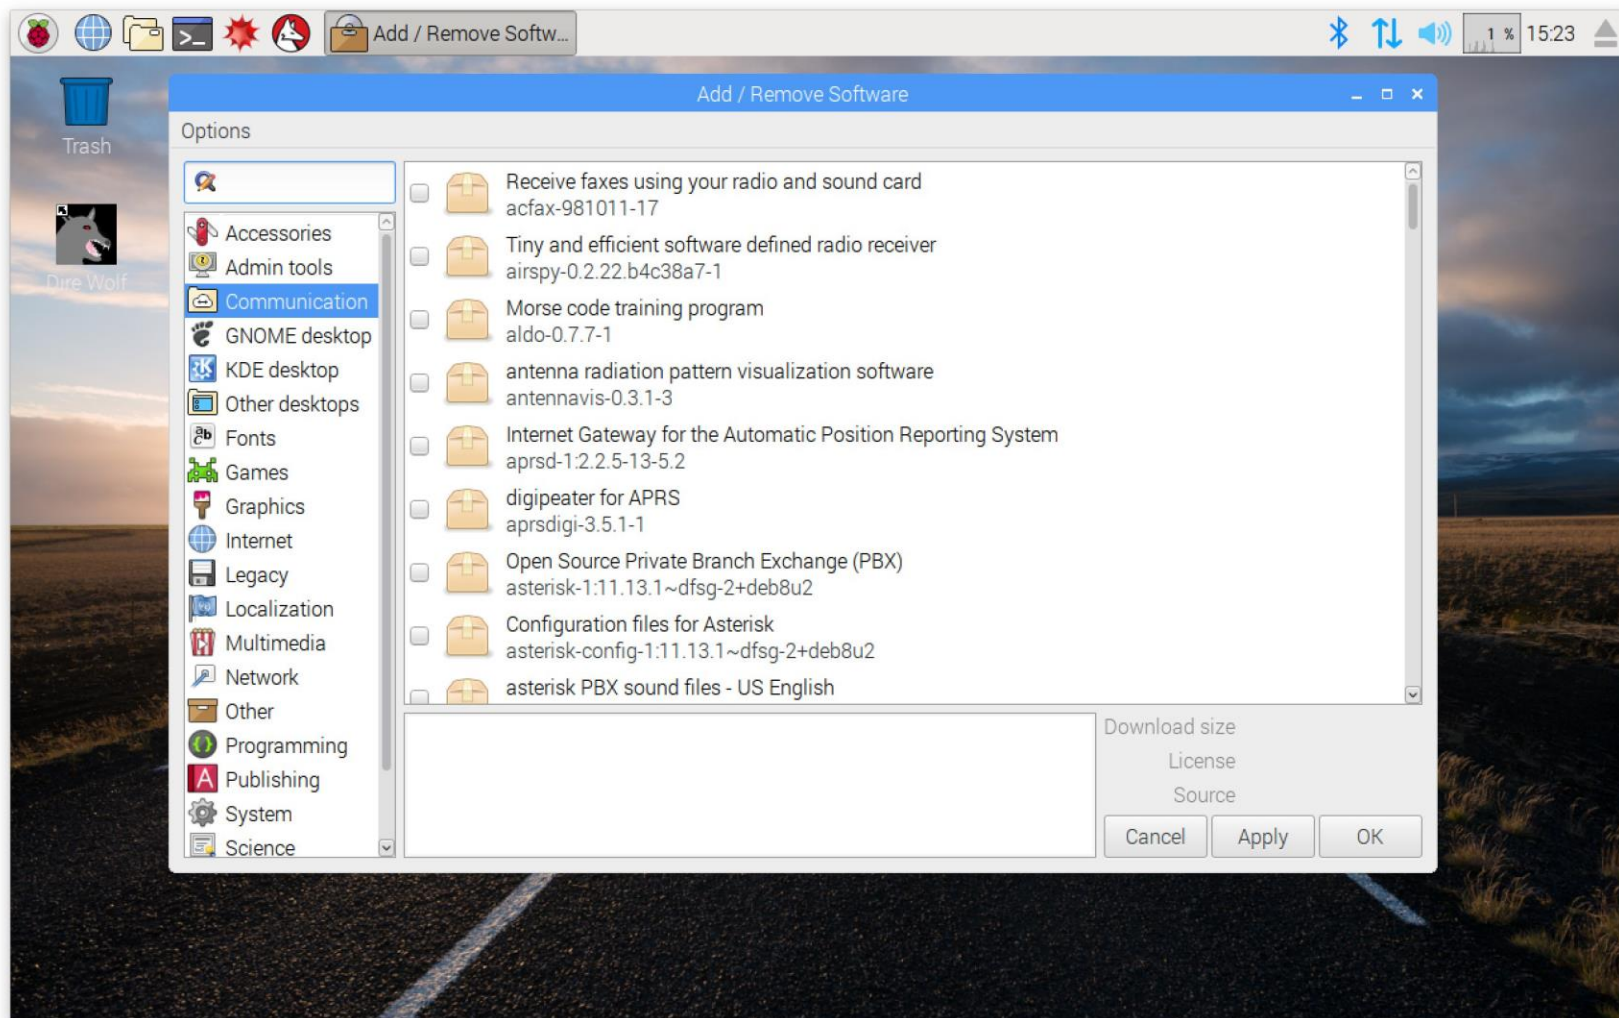 Add / Remove Softw...
1 %
15:23
Trash
Dire Wolf
Add / Remove Software
Options
Accessories
Admin tools
Communication
GNOME desktop
KDE desktop
Other desktops
Fonts
Games
Graphics
Internet
Legacy
Localization
Multimedia
Network
Other
Programming
Publishing
System
Science
Receive faxes using your radio and sound card
acfax-981011-17
Tiny and efficient software defined radio receiver
airspy-0.2.22.b4c38a7-1
Morse code training program
aldo-0.7.7-1
antenna radiation pattern visualization software
antennavis-0.3.1-3
Internet Gateway for the Automatic Position Reporting System
aprsd-1:2.2.5-13-5.2
digipeater for APRS
aprsdigi-3.5.1-1
Open Source Private Branch Exchange (PBX)
asterisk-1:11.13.1~dfsg-2+deb8u2
Configuration files for Asterisk
asterisk-config-1:11.13.1~dfsg-2+deb8u2
asterisk PBX sound files - US English
Download size
License
Source
Cancel
Apply
OK